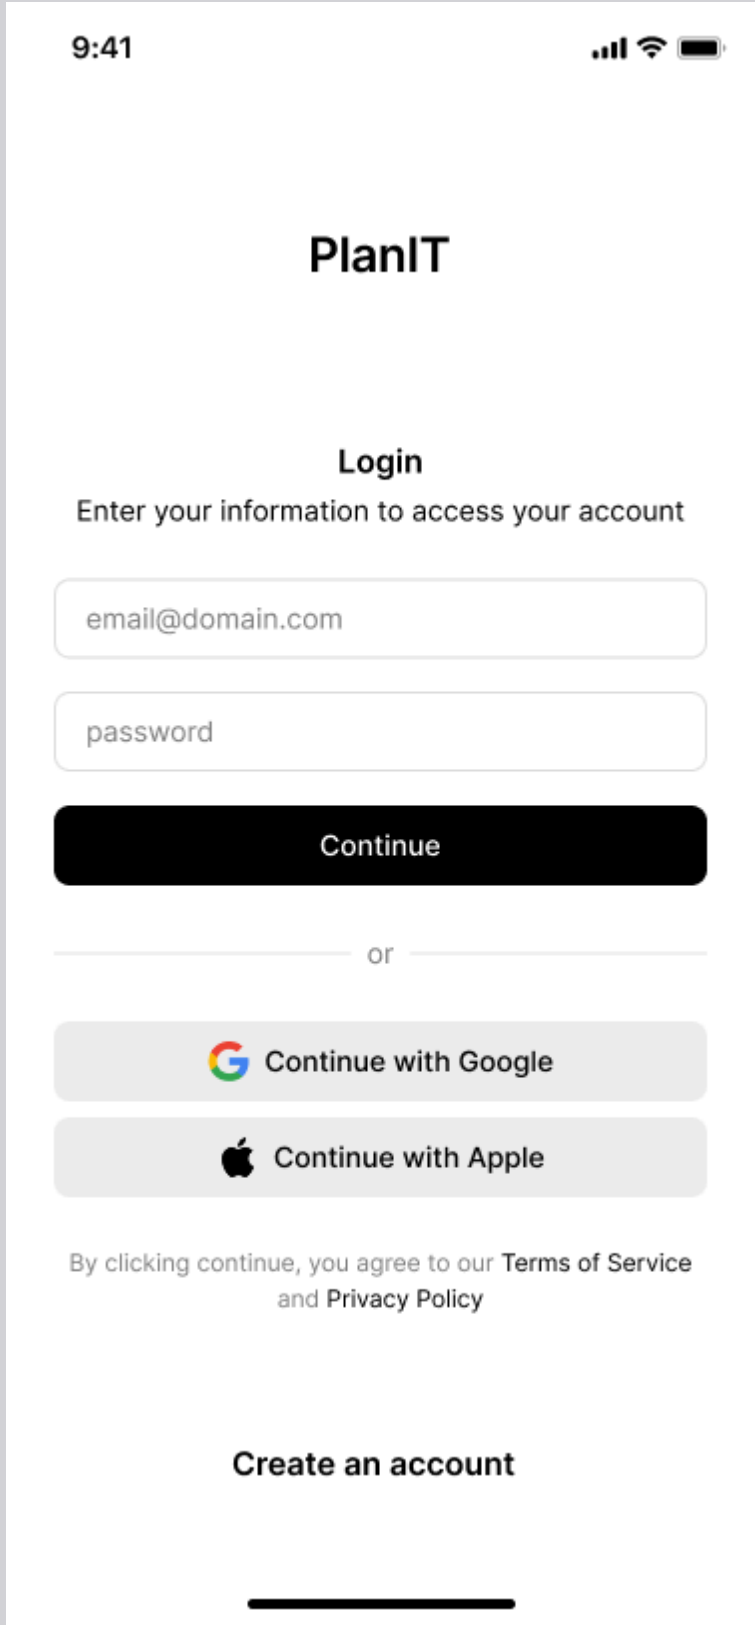 9:41
PlanIT
Login
Enter your information to access your account
email@domain.com
password
Continue
or
Continue with Google
Continue with Apple
By clicking continue, you agree to our Terms of Service
and Privacy Policy
Create an account